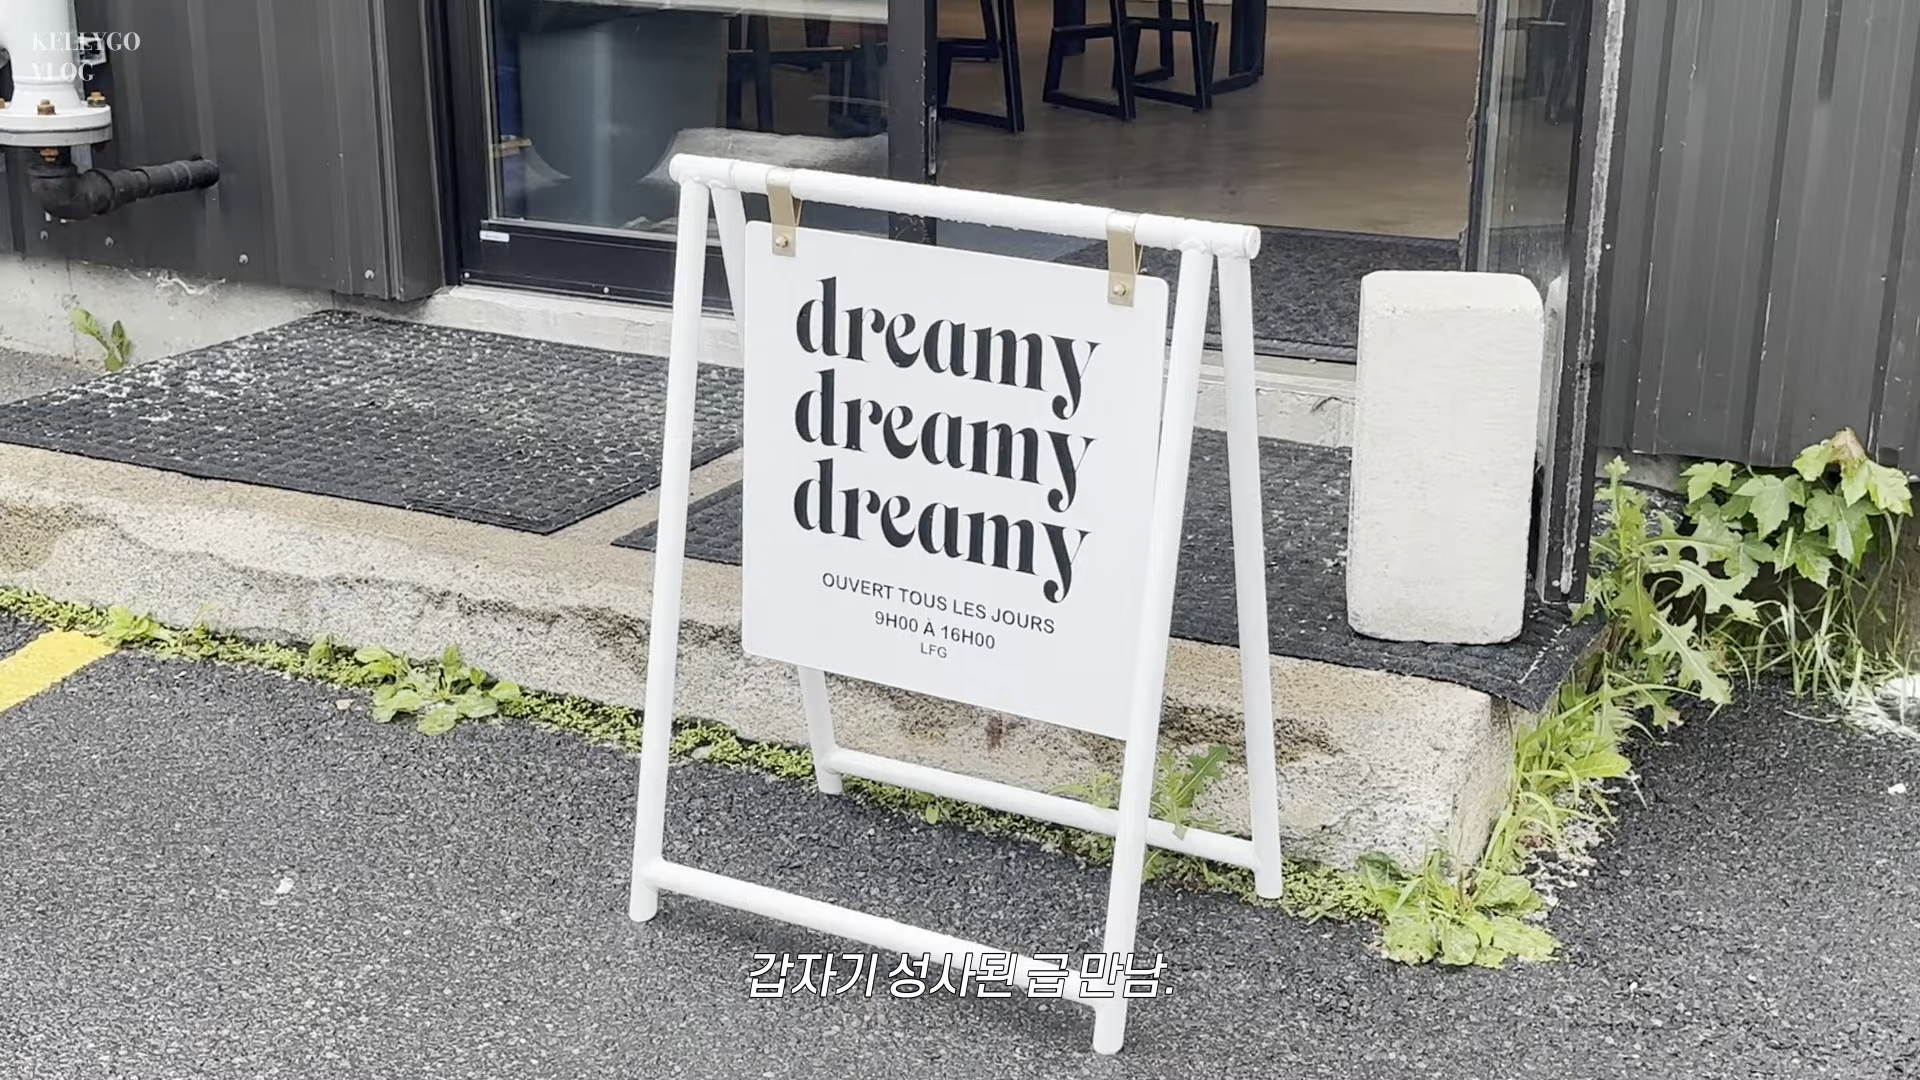 KELLYGO
VLOG
dreamy
dreamy
dreamy
OUVERT TOUS LES JOURS
9H00 À 16H00
LFG
갑자기 성사된 급 만남.